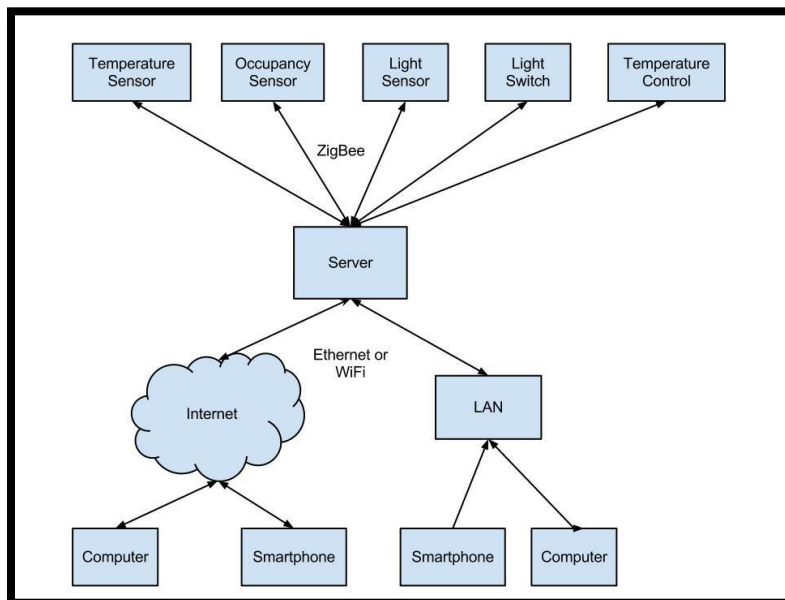 Temperature
Sensor
Occupancy
Sensor
Light
Sensor
Light
Switch
Temperature
Control
ZigBee
Server
Ethernet or
WiFi
Internet
LAN
Computer
Smartphone
Smartphone
Computer